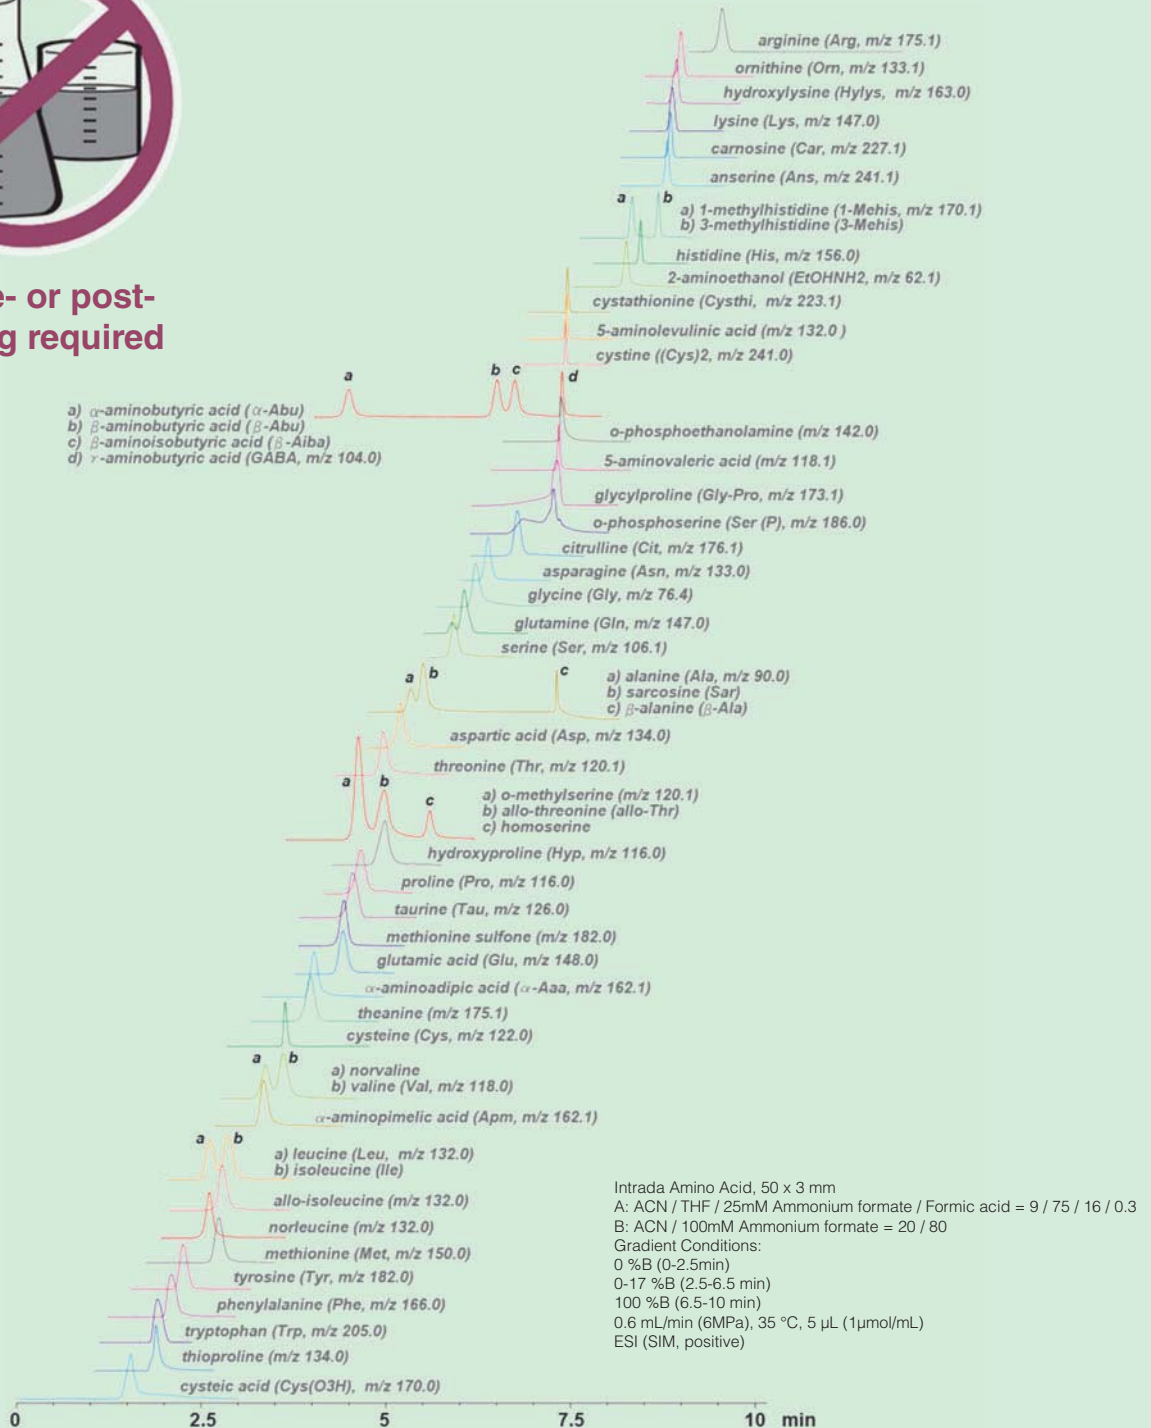 arginine (Arg, m/z 175.1)
ornithine (Orn, m/z 133.1)
hydroxylysine (Hylys, m/z 163.0)
lysine (Lys, m/z 147.0)
carnosine (Car, m/z 227.1)
anserine (Ans, m/z 241.1)
a b
a) 1-methylhistidine (1-Mehis, m/z 170.1)
b) 3-methylhistidine (3-Mehis)
histidine (His, m/z 156.0)
2-aminoethanol (EtOHNH2, m/z 62.1)
e- or post-
g required
cystathionine (Cysthi, m/z 223.1)
5-aminolevulinic acid (m/z 132.0 )
cystine ((Cys)2, m/z 241.0)
a b c d
a) α-aminobutyric acid (α-Abu)
b) β-aminobutyric acid (β-Abu)
c) β-aminoisobutyric acid (β-Aiba)
d) γ-aminobutyric acid (GABA, m/z 104.0)
o-phosphoethanolamine (m/z 142.0)
5-aminovaleric acid (m/z 118.1)
glycylproline (Gly-Pro, m/z 173.1)
o-phosphoserine (Ser (P), m/z 186.0)
citrulline (Cit, m/z 176.1)
asparagine (Asn, m/z 133.0)
glycine (Gly, m/z 76.4)
glutamine (Gln, m/z 147.0)
serine (Ser, m/z 106.1)
a b c
a) alanine (Ala, m/z 90.0)
b) sarcosine (Sar)
c) β-alanine (β-Ala)
aspartic acid (Asp, m/z 134.0)
threonine (Thr, m/z 120.1)
a b c
a) o-methylserine (m/z 120.1)
b) allo-threonine (allo-Thr)
c) homoserine
hydroxyproline (Hyp, m/z 116.0)
proline (Pro, m/z 116.0)
taurine (Tau, m/z 126.0)
methionine sulfone (m/z 182.0)
glutamic acid (Glu, m/z 148.0)
α-aminoadipic acid (α-Aaa, m/z 162.1)
theanine (m/z 175.1)
cysteine (Cys, m/z 122.0)
a b
a) norvaline
b) valine (Val, m/z 118.0)
α-aminopimelic acid (Apm, m/z 162.1)
a b
a) leucine (Leu, m/z 132.0)
b) isoleucine (Ile)
allo-isoleucine (m/z 132.0)
norleucine (m/z 132.0)
methionine (Met, m/z 150.0)
tyrosine (Tyr, m/z 182.0)
phenylalanine (Phe, m/z 166.0)
tryptophan (Trp, m/z 205.0)
thioproline (m/z 134.0)
cysteic acid (Cys(O3H), m/z 170.0)
Intrada Amino Acid, 50 x 3 mm
A: ACN / THF / 25mM Ammonium formate / Formic acid = 9 / 75 / 16 / 0.3
B: ACN / 100mM Ammonium formate = 20 / 80
Gradient Conditions:
0 %B (0-2.5min)
0-17 %B (2.5-6.5 min)
100 %B (6.5-10 min)
0.6 mL/min (6MPa), 35 °C, 5 µL (1µmol/mL)
ESI (SIM, positive)
0 2.5 5 7.5 10 min